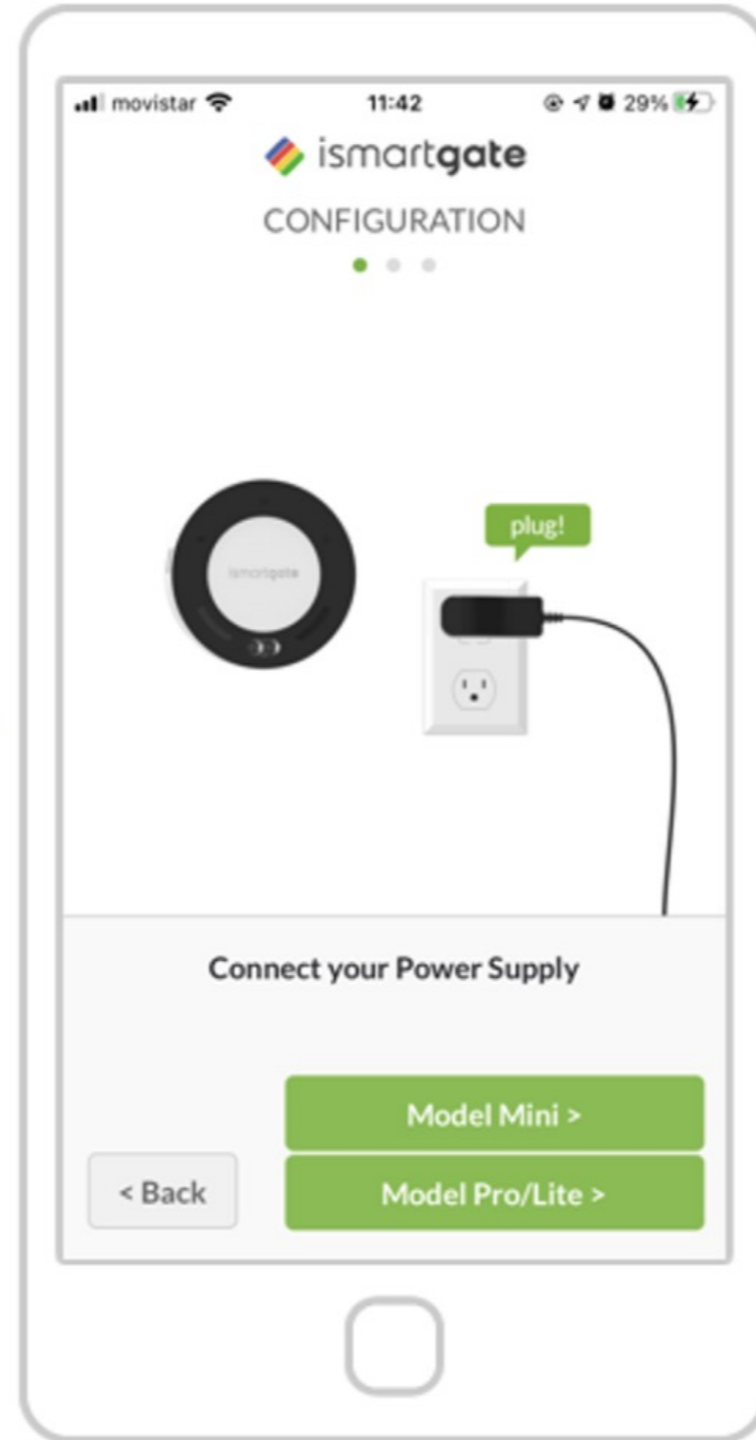 movistar 11:42 29%
ismartgate
CONFIGURATION
ismartgate
plug!
Connect your Power Supply
Model Mini >
< Back
Model Pro/Lite >